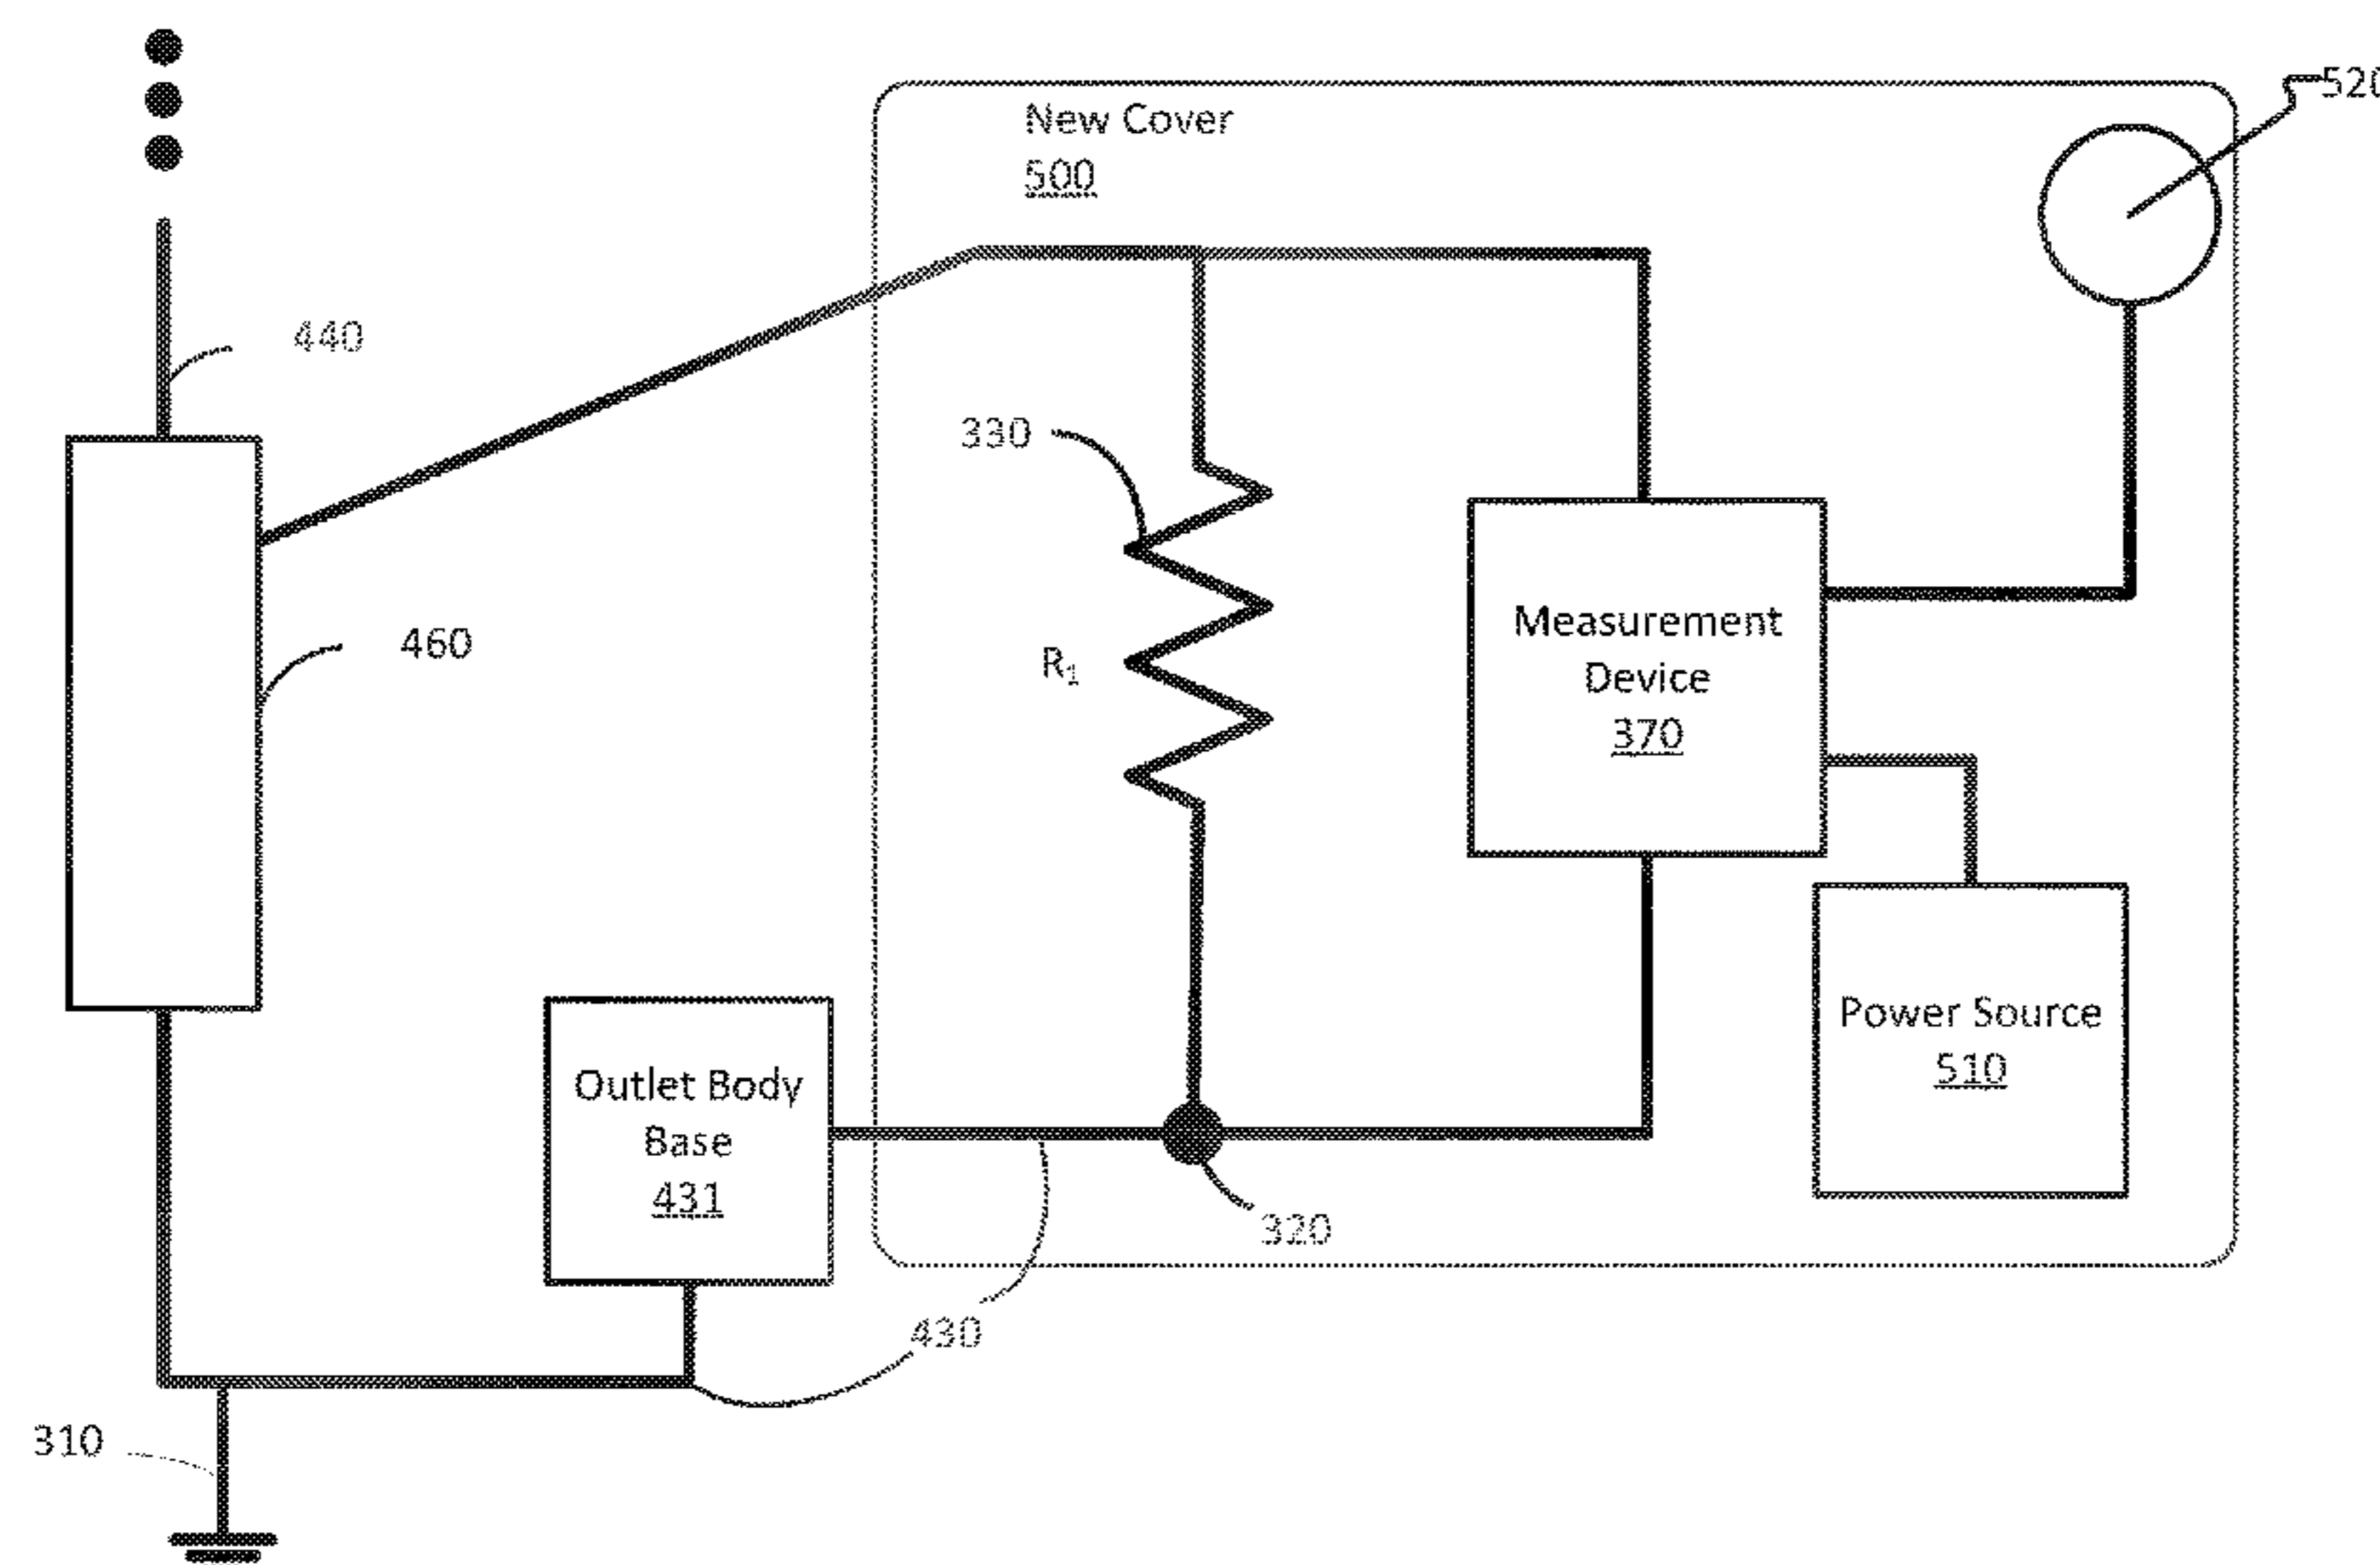 520
New Cover
500
440
330
460
R₁
Measurement
Device
370
Power Source
510
Outlet Body
Base
431
320
430
310